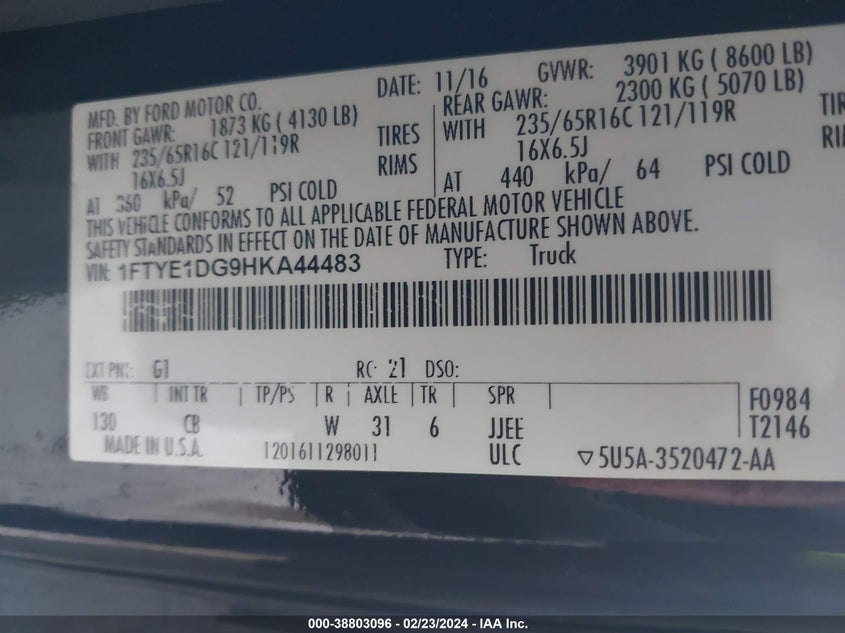 MFD. BY FORD MOTOR CO. DATE: 11/16 GVWR: 3901 KG ( 8600 LB)
FRONT GAWR: 1873 KG ( 4130 LB) REAR GAWR: 2300 KG ( 5070 LB)
WITH 235/65R16C 121/119R TIRES WITH 235/65R16C 121/119R
16X6.5J RIMS 16X6.5J
AT 360 kPa/ 52 PSI COLD AT 440 kPa/ 64 PSI COLD
THIS VEHICLE CONFORMS TO ALL APPLICABLE FEDERAL MOTOR VEHICLE
SAFETY STANDARDS IN EFFECT ON THE DATE OF MANUFACTURE SHOWN ABOVE.
VIN: 1FTYE1DG9HKA44483 TYPE: Truck
EXT PNT: G1 RC: 21 DSO:
WB INT TR TP/PS R AXLE TR SPR F0984
130 CB W 31 6 JJEE T2146
MADE IN U.S.A. 1201611298011 ULC ▽5U5A-3520472-AA
000-38803096 - 02/23/2024 - IAA Inc.